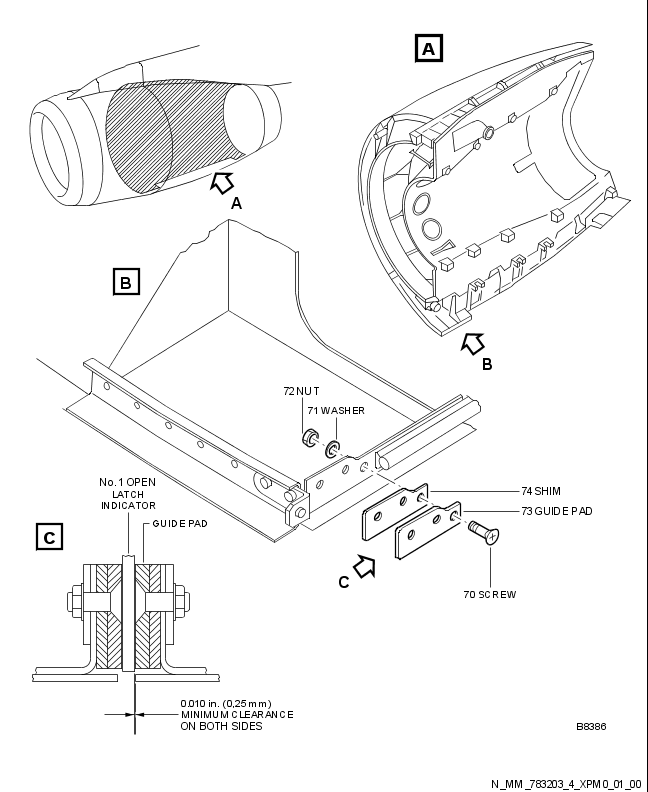 A
A
B
B
72 NUT
71 WASHER
No.1 OPEN
LATCH
INDICATOR
GUIDE PAD
74 SHIM
73 GUIDE PAD
C
C
70 SCREW
0.010 in. (0,25 mm)
MINIMUM CLEARANCE
ON BOTH SIDES
B8386
N_MM_783203_4_XPM0_01_00